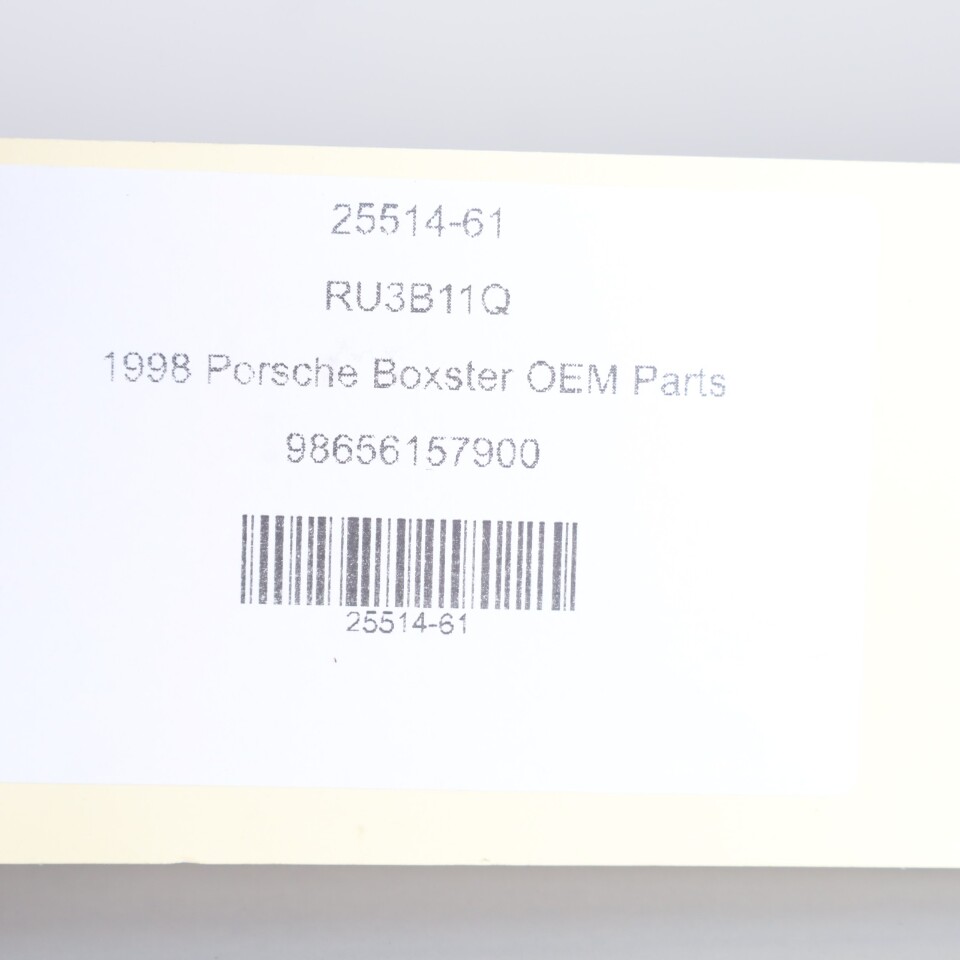 25514-61
RU3B11Q
1998 Porsche Boxster OEM Parts
98656157900
25514-61